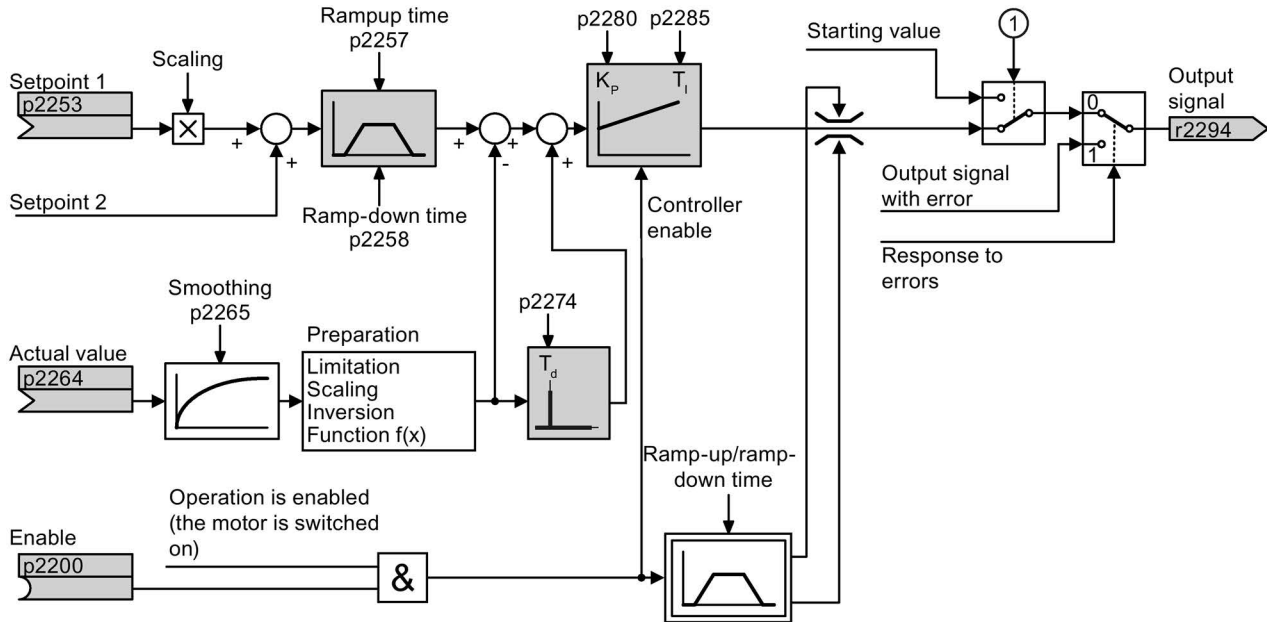 Rampup time
p2257
p2280
p2285
1
Starting value
Scaling
Setpoint 1
p2253
×
+
+
+
-
+
+
K_P
T_I
0
1
Output
signal
r2294
Setpoint 2
Ramp-down time
p2258
Controller
enable
Output signal
with error
Response to
errors
Smoothing
p2265
p2274
Preparation
Actual value
p2264
Limitation
Scaling
Inversion
Function f(x)
T_d
Ramp-up/ramp-
down time
Operation is enabled
(the motor is switched
on)
Enable
p2200
&